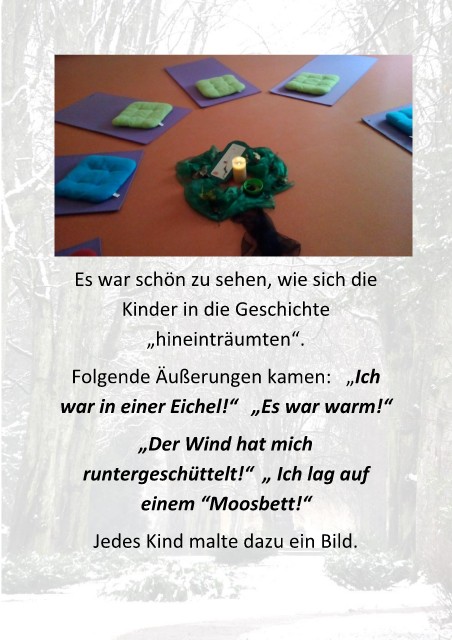 Es war schön zu sehen, wie sich die
Kinder in die Geschichte
„hineinträumten“.
Folgende Äußerungen kamen: „Ich
war in einer Eichel!“ „Es war warm!“
„Der Wind hat mich
runtergeschüttelt!“ „ Ich lag auf
einem “Moosbett!“
Jedes Kind malte dazu ein Bild.